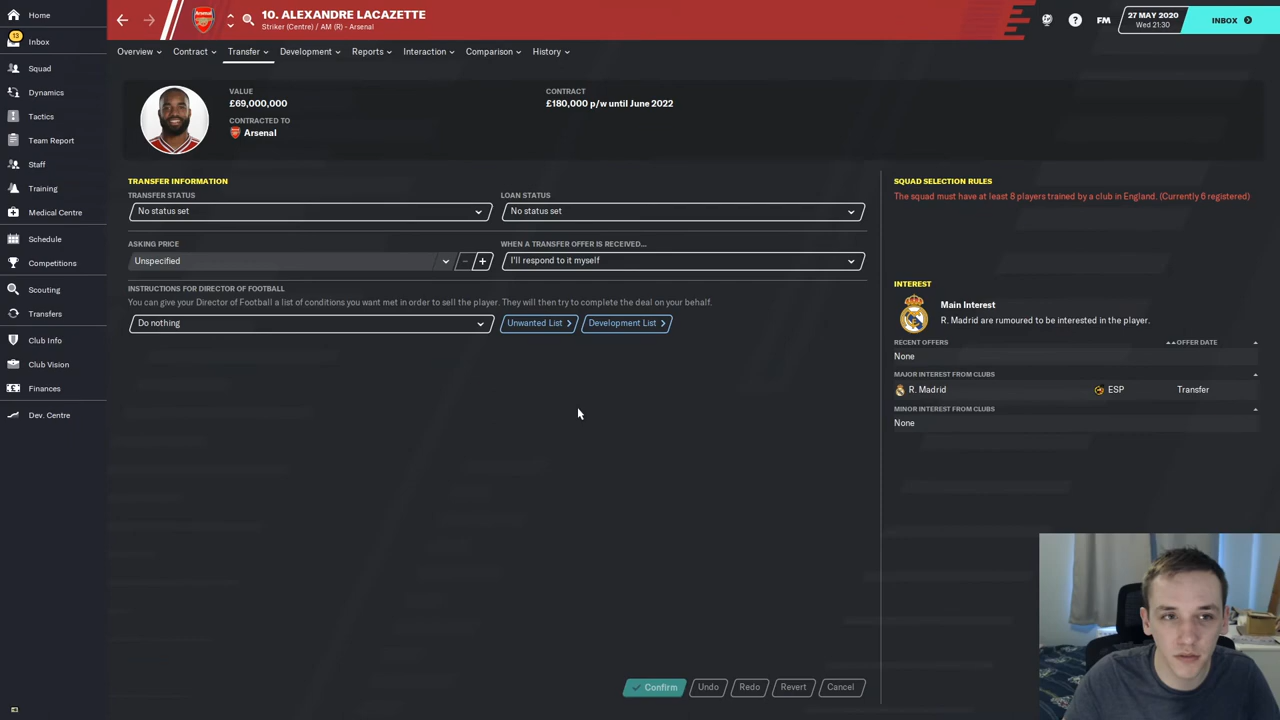 Home
10. ALEXANDRE LACAZETTE
Striker (Centre) / AM (R) - Arsenal
FM
27 MAY 2020
Wed 21:30
INBOX
13
Inbox
Overview
Contract
Transfer
Development
Reports
Interaction
Comparison
History
Squad
Dynamics
Tactics
Team Report
Staff
Training
Medical Centre
Schedule
Competitions
Scouting
Transfers
Club Info
Club Vision
Finances
Dev. Centre
VALUE
£69,000,000
CONTRACTED TO
Arsenal
CONTRACT
£180,000 p/w until June 2022
TRANSFER INFORMATION
TRANSFER STATUS
No status set
LOAN STATUS
No status set
ASKING PRICE
Unspecified
WHEN A TRANSFER OFFER IS RECEIVED...
I'll respond to it myself
INSTRUCTIONS FOR DIRECTOR OF FOOTBALL
You can give your Director of Football a list of conditions you want met in order to sell the player. They will then try to complete the deal on your behalf.
Do nothing
Unwanted List
Development List
SQUAD SELECTION RULES
The squad must have at least 8 players trained by a club in England. (Currently 6 registered)
INTEREST
Main Interest
R. Madrid are rumoured to be interested in the player.
RECENT OFFERS
OFFER DATE
None
MAJOR INTEREST FROM CLUBS
R. Madrid
ESP
Transfer
MINOR INTEREST FROM CLUBS
None
Confirm
Undo
Redo
Revert
Cancel